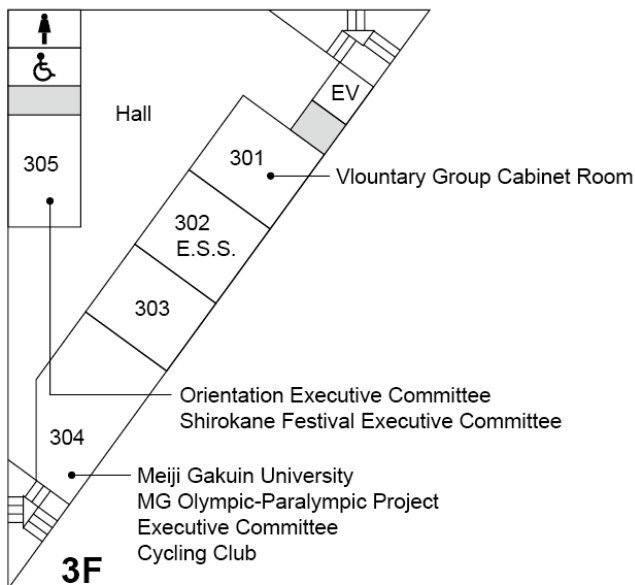 EV
Hall
301
Vlountary Group Cabinet Room
305
302
E.S.S.
303
Orientation Executive Committee
Shirokane Festival Executive Committee
304
Meiji Gakuin University
MG Olympic-Paralympic Project
Executive Committee
Cycling Club
3F